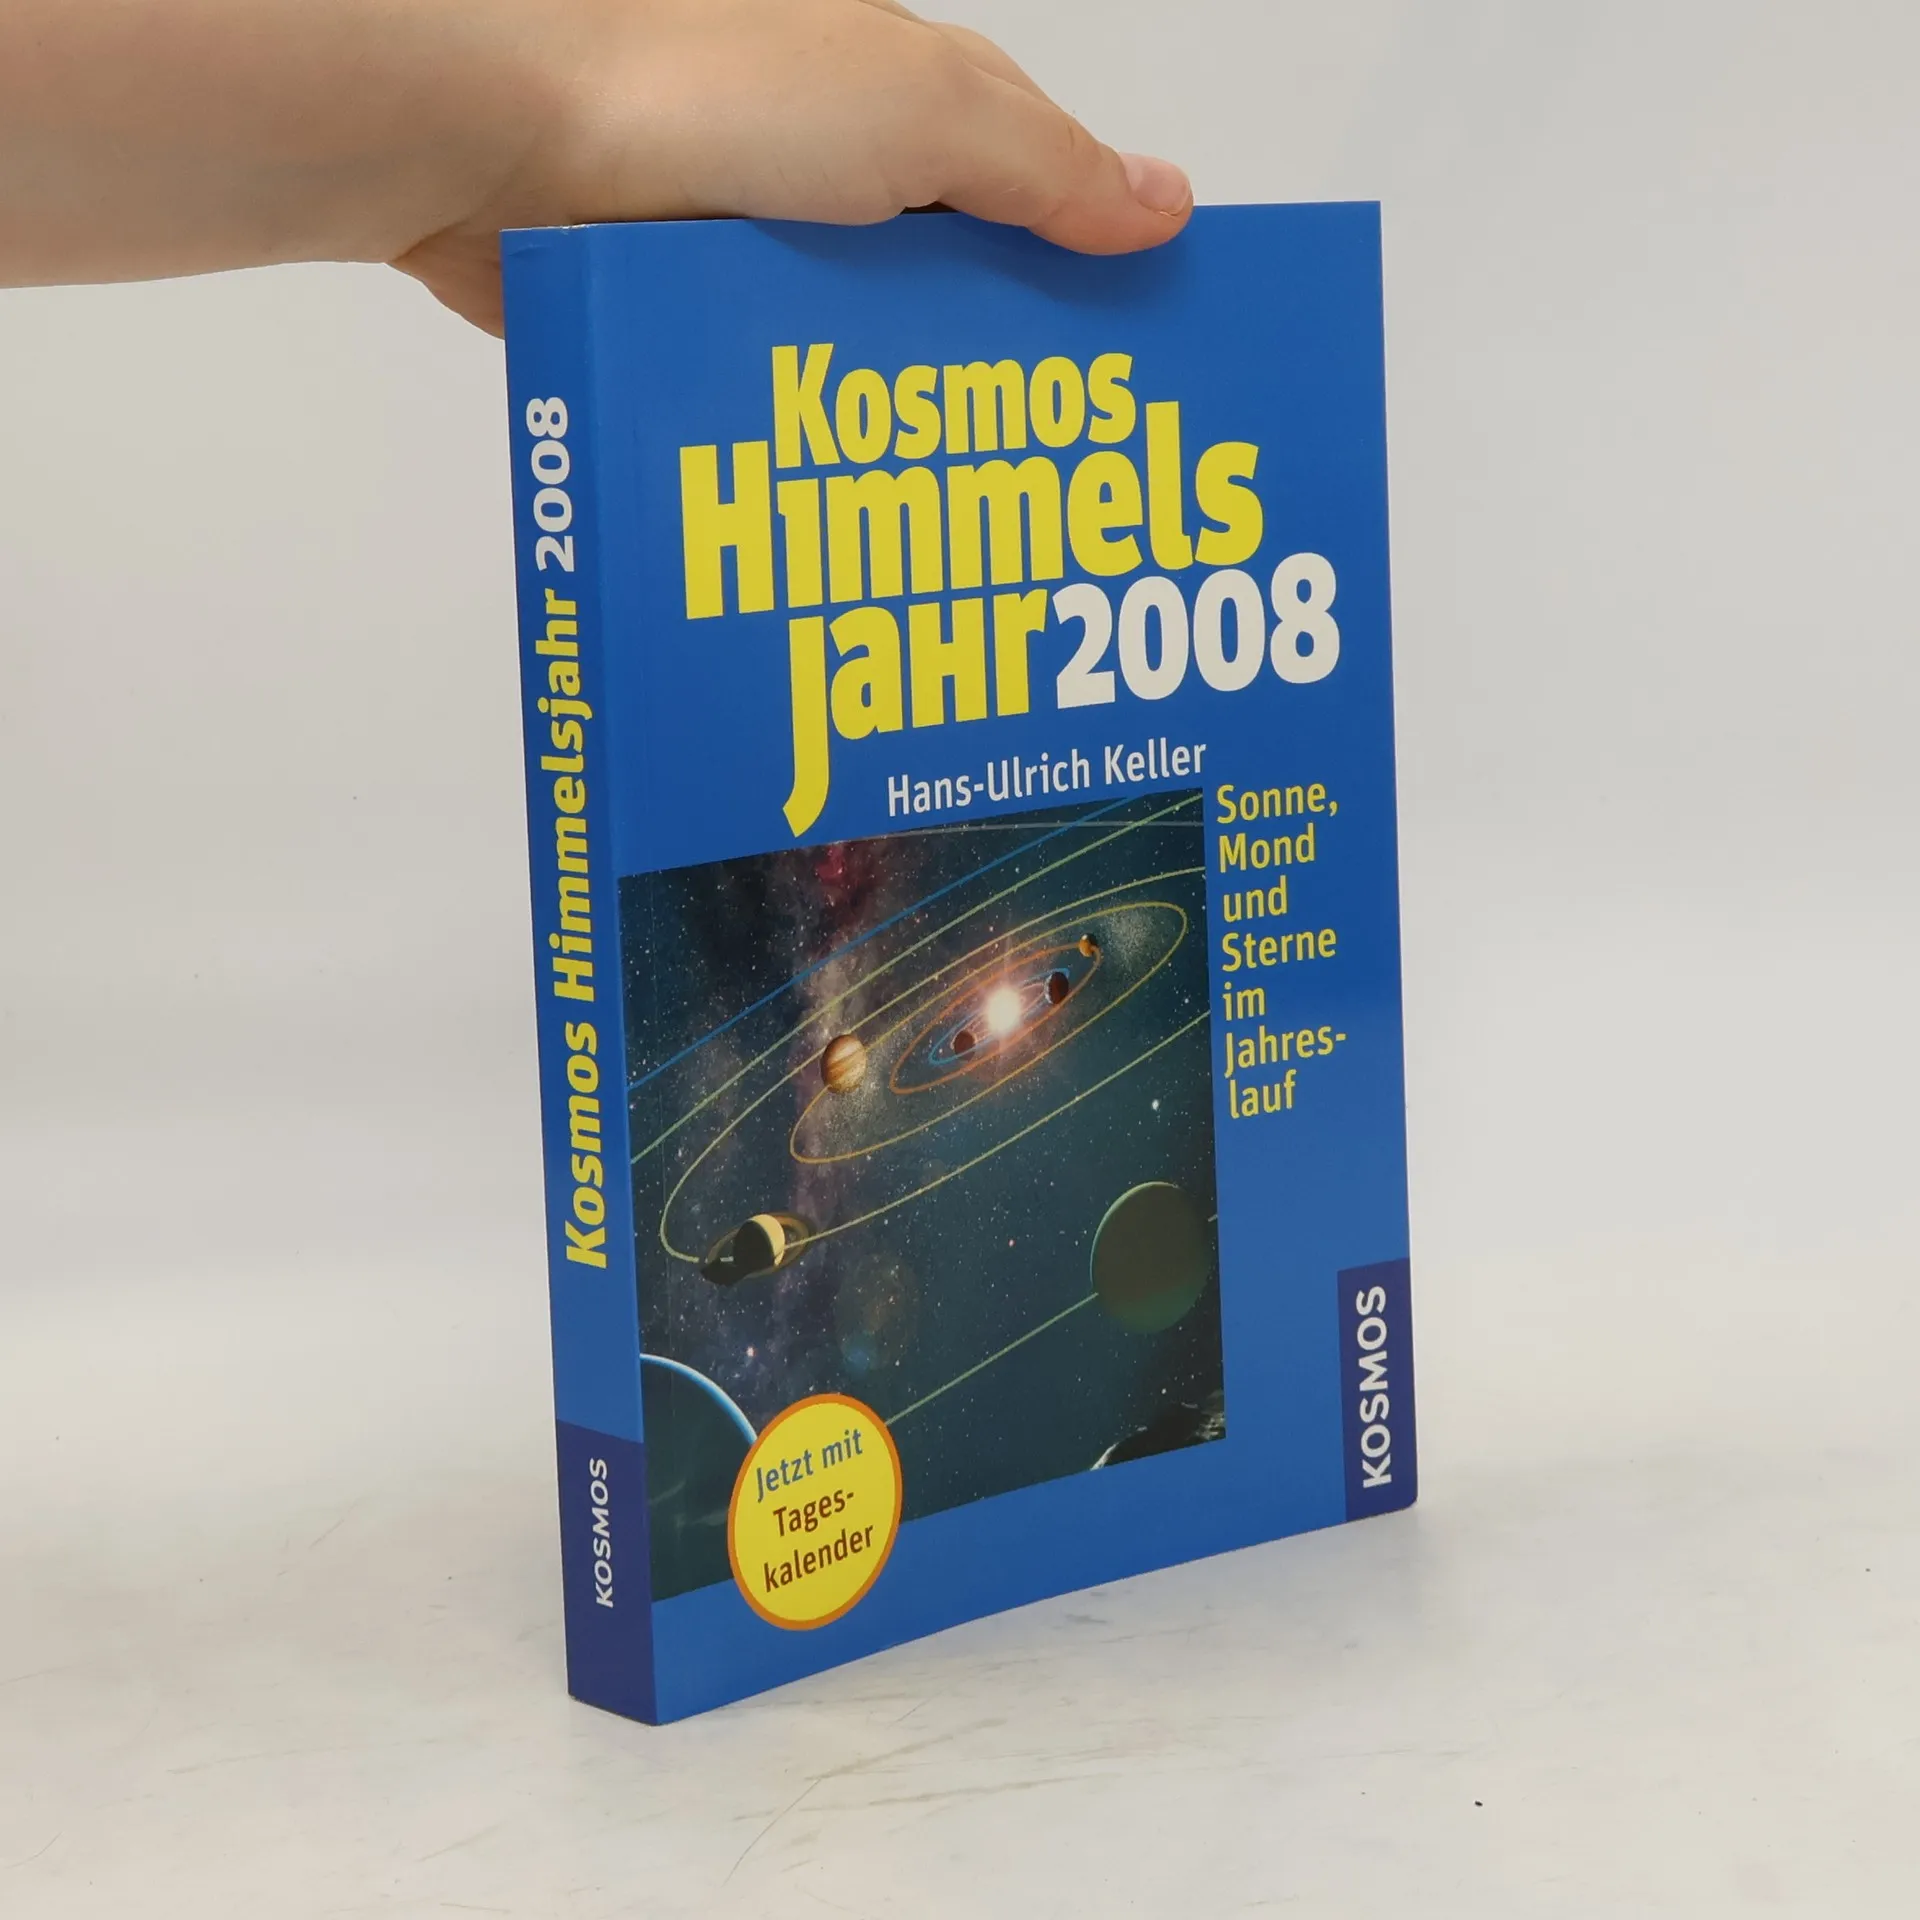 Kosmos Himmelsjahr 2008
KOSMOS
Kosmos
Himmels
jahr 2008
Hans-Ulrich Keller
Sonne,
Mond
und
Sterne
im
Jahres-
lauf
Jetzt mit
Tages-
kalender
KOSMOS